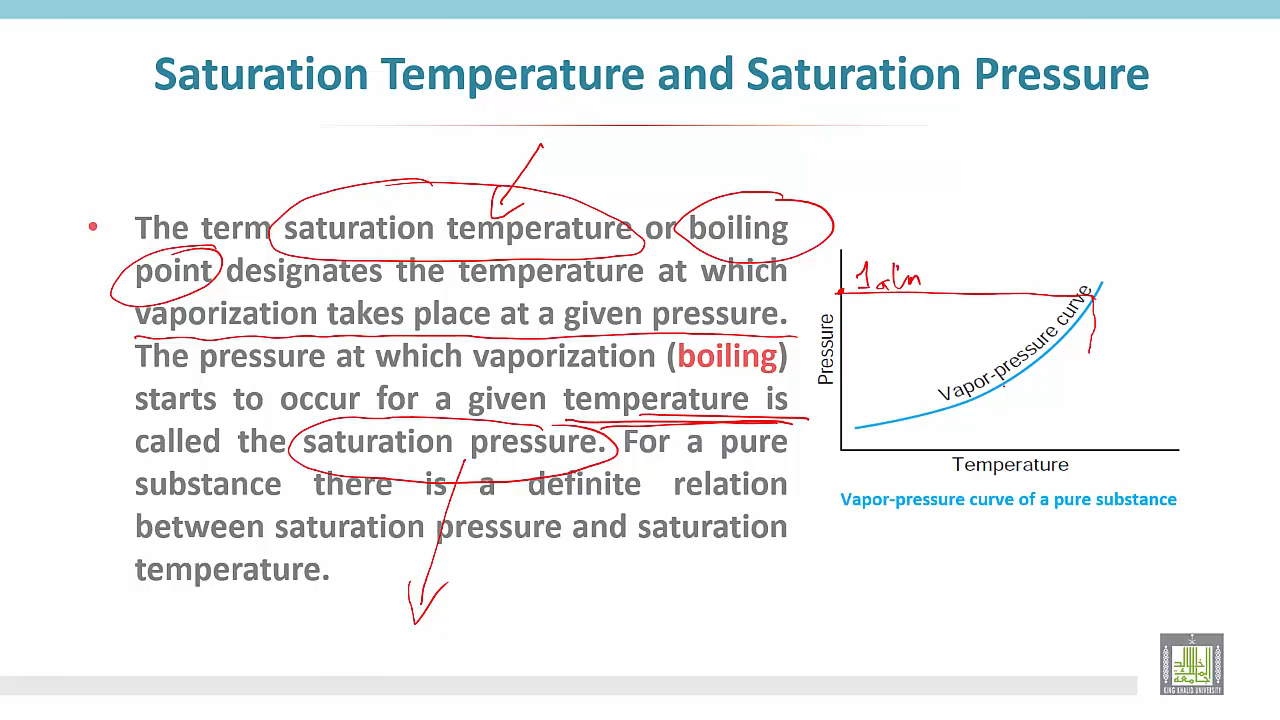 Saturation Temperature and Saturation Pressure
• The term saturation temperature or boiling
point designates the temperature at which
vaporization takes place at a given pressure.
The pressure at which vaporization (boiling)
starts to occur for a given temperature is
called the saturation pressure. For a pure
substance there is a definite relation
between saturation pressure and saturation
temperature.
1 atm
Pressure
Vapor-pressure curve
Temperature
Vapor-pressure curve of a pure substance
KING KHALID UNIVERSITY